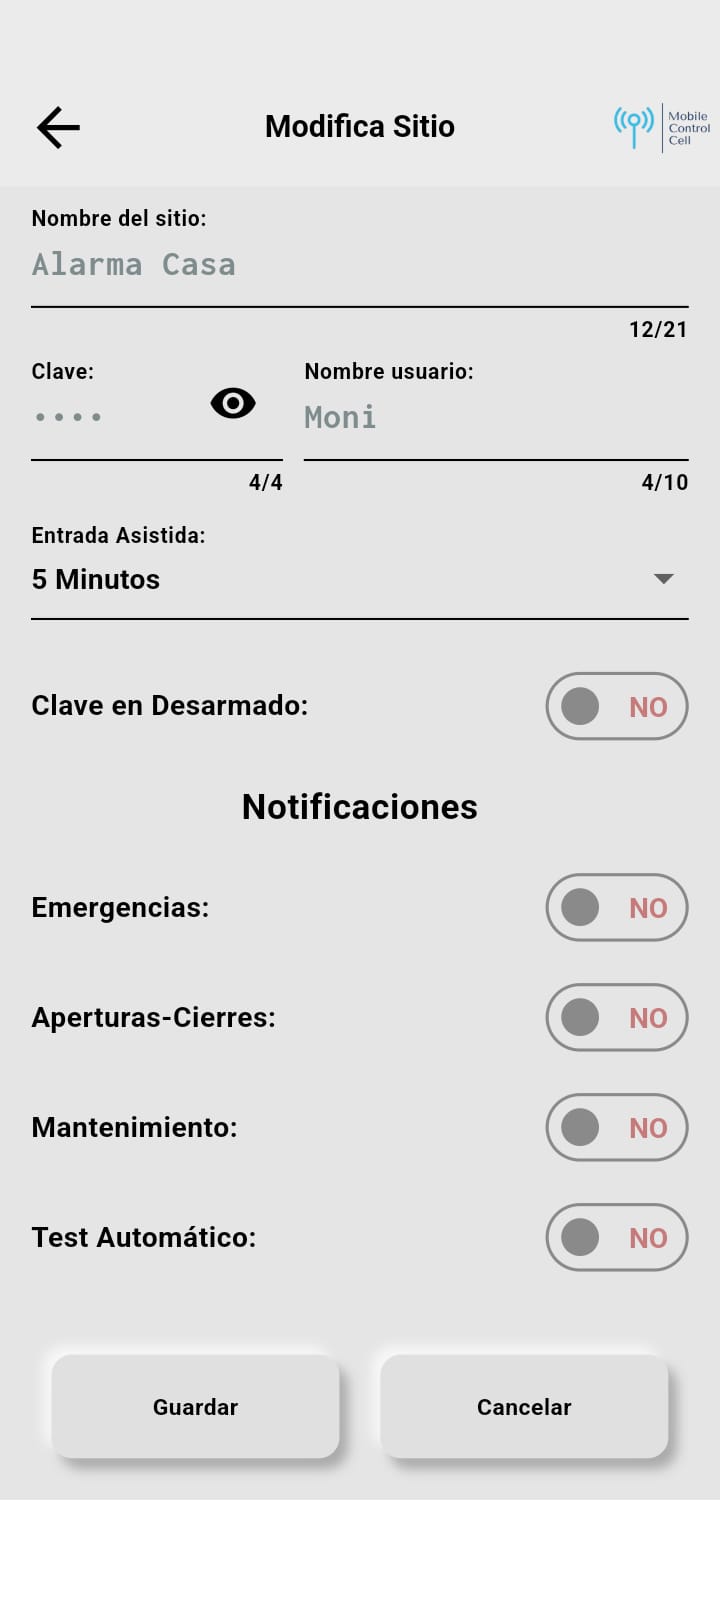 Modifica Sitio
Mobile
Control
Cell
Nombre del sitio:
Alarma Casa
12/21
Clave:
Nombre usuario:
••••
Moni
4/4
4/10
Entrada Asistida:
5 Minutos
Clave en Desarmado:
NO
Notificaciones
Emergencias:
NO
Aperturas-Cierres:
NO
Mantenimiento:
NO
Test Automático:
NO
Guardar
Cancelar